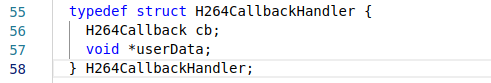 55 typedef struct H264CallbackHandler {
56 H264Callback cb;
57 void *userData;
58 } H264CallbackHandler;